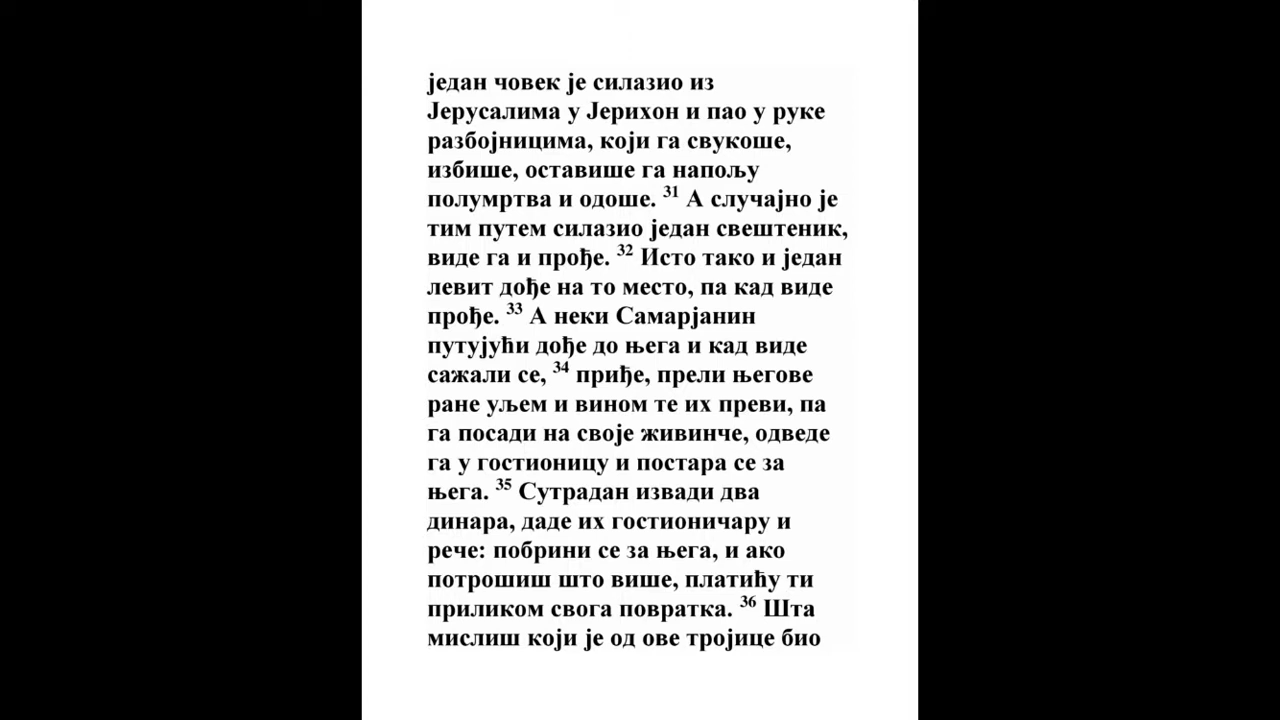 један човек је силазио из
Јерусалима у Јерихон и пао у руке
разбојницима, који га свукоше,
избише, оставише га напољу
полумртва и одоше. 31 А случајно је
тим путем силазио један свештеник,
виде га и прође. 32 Исто тако и један
левит дође на то место, па кад виде
прође. 33 А неки Самарјанин
путујући дође до њега и кад виде
сажали се, 34 приђе, прели његове
ране уљем и вином те их преви, па
га посади на своје живинче, одведе
га у гостионицу и постара се за
њега. 35 Сутрадан извади два
динара, даде их гостионичару и
рече: побрини се за њега, и ако
потрошиш што више, платићу ти
приликом свога повратка. 36 Шта
мислиш који је од ове тројице био